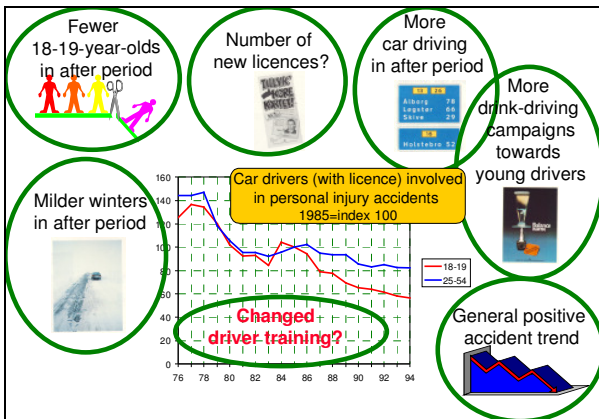 Fewer
18-19-year-olds
in after period
Number of
new licences?
More
car driving
in after period
18 26
Ålborg 78
Løgstør 66
Skive 29
18
Holstebro 52
More
drink-driving
campaigns
towards
young drivers
Milder winters
in after period
Car drivers (with licence) involved
in personal injury accidents
1985=index 100
160
140
120
100
80
60
40
20
0
76 78 80 82 84 86 88 90 92 94
18-19
25-54
Changed
driver training?
General positive
accident trend